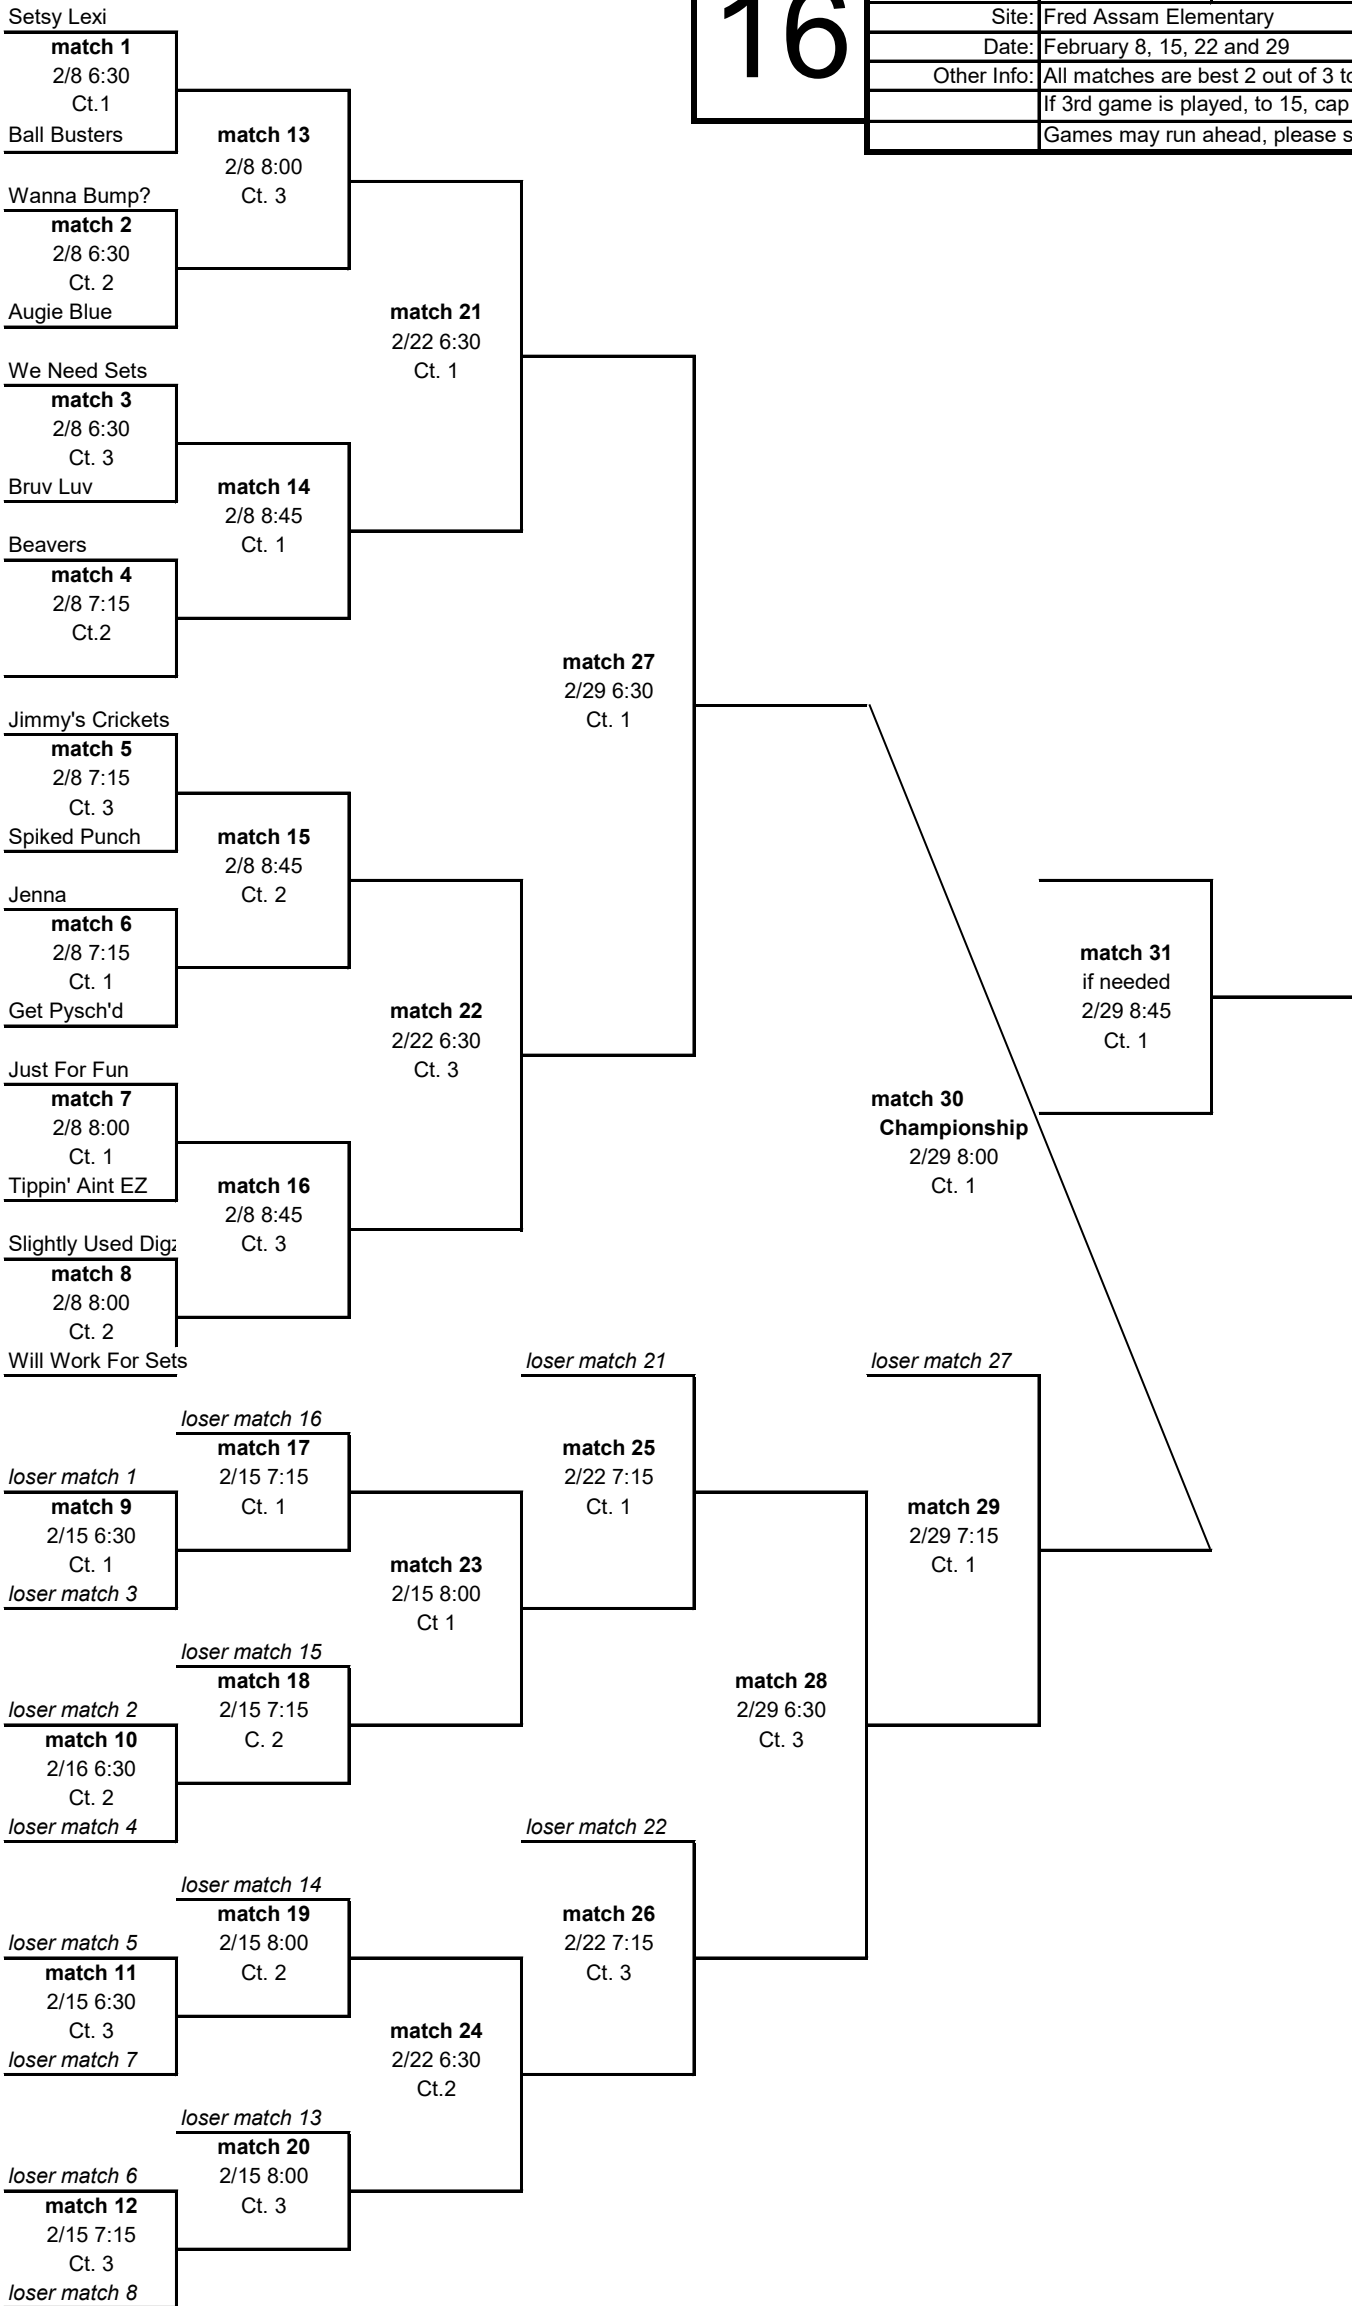 Setsy Lexi
match 1
2/8 6:30
Ct.1
Ball Busters
Wanna Bump?
match 2
2/8 6:30
Ct. 2
Augie Blue
We Need Sets
match 3
2/8 6:30
Ct. 3
Bruv Luv
Beavers
match 4
2/8 7:15
Ct.2
Jimmy's Crickets
match 5
2/8 7:15
Ct. 3
Spiked Punch
Jenna
match 6
2/8 7:15
Ct. 1
Get Pysch'd
Just For Fun
match 7
2/8 8:00
Ct. 1
Tippin' Aint EZ
Slightly Used Digz
match 8
2/8 8:00
Ct. 2
Will Work For Sets
16
Site: Fred Assam Elementary
Date: February 8, 15, 22 and 29
Other Info: All matches are best 2 out of 3 to
If 3rd game is played, to 15, cap
Games may run ahead, please s
match 13
2/8 8:00
Ct. 3
match 14
2/8 8:45
Ct. 1
match 15
2/8 8:45
Ct. 2
match 16
2/8 8:45
Ct. 3
match 21
2/22 6:30
Ct. 1
match 22
2/22 6:30
Ct. 3
match 27
2/29 6:30
Ct. 1
match 30
Championship
2/29 8:00
Ct. 1
match 31
if needed
2/29 8:45
Ct. 1
loser match 1
match 9
2/15 6:30
Ct. 1
loser match 3
loser match 2
match 10
2/16 6:30
Ct. 2
loser match 4
loser match 5
match 11
2/15 6:30
Ct. 3
loser match 7
loser match 6
match 12
2/15 7:15
Ct. 3
loser match 8
loser match 16
match 17
2/15 7:15
Ct. 1
loser match 15
match 18
2/15 7:15
C. 2
loser match 14
match 19
2/15 8:00
Ct. 2
loser match 13
match 20
2/15 8:00
Ct. 3
match 23
2/15 8:00
Ct 1
match 24
2/22 6:30
Ct.2
loser match 21
match 25
2/22 7:15
Ct. 1
loser match 22
match 26
2/22 7:15
Ct. 3
match 28
2/29 6:30
Ct. 3
loser match 27
match 29
2/29 7:15
Ct. 1